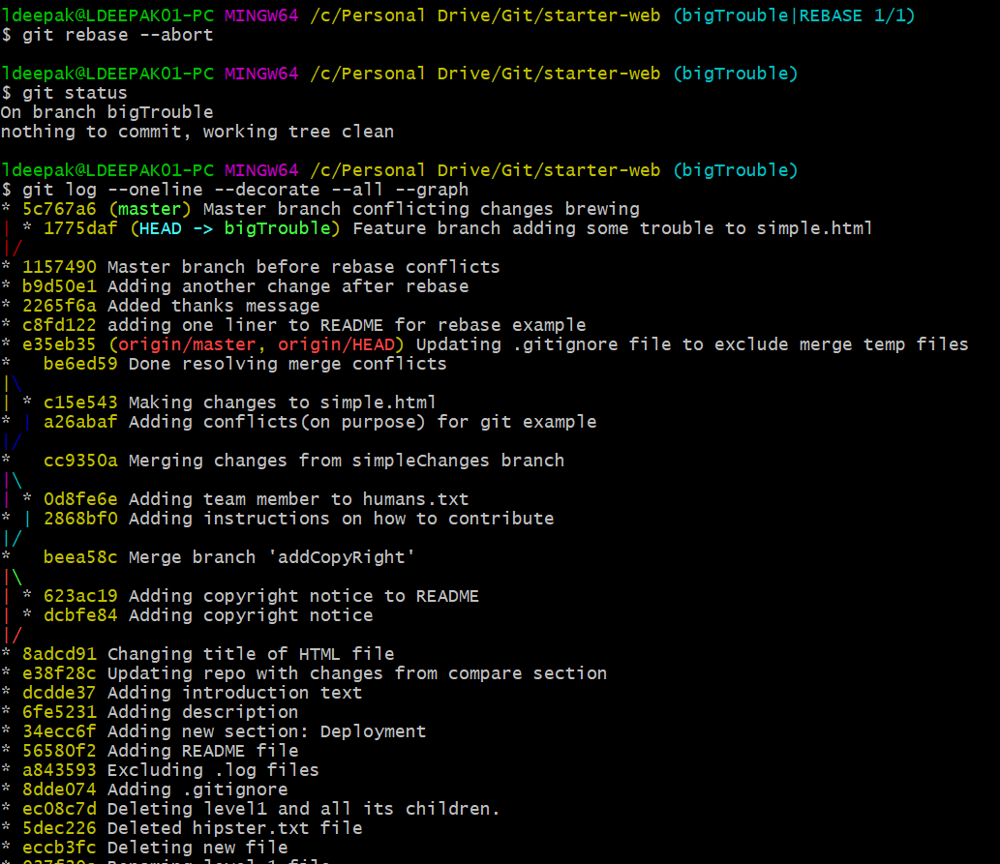 ldeepak@LDEEPAK01-PC MINGW64 /c/Personal Drive/Git/starter-web (bigTrouble|REBASE 1/1)
$ git rebase --abort
ldeepak@LDEEPAK01-PC MINGW64 /c/Personal Drive/Git/starter-web (bigTrouble)
$ git status
On branch bigTrouble
nothing to commit, working tree clean
ldeepak@LDEEPAK01-PC MINGW64 /c/Personal Drive/Git/starter-web (bigTrouble)
$ git log --oneline --decorate --all --graph
* 5c767a6 (master) Master branch conflicting changes brewing
| * 1775daf (HEAD -> bigTrouble) Feature branch adding some trouble to simple.html
|/
* 1157490 Master branch before rebase conflicts
* b9d50e1 Adding another change after rebase
* 2265f6a Added thanks message
* c8fd122 adding one liner to README for rebase example
* e35eb35 (origin/master, origin/HEAD) Updating .gitignore file to exclude merge temp files
*   be6ed59 Done resolving merge conflicts
|\
| * c15e543 Making changes to simple.html
* | a26abaf Adding conflicts(on purpose) for git example
|/
*   cc9350a Merging changes from simpleChanges branch
|\
| * 0d8fe6e Adding team member to humans.txt
* | 2868bf0 Adding instructions on how to contribute
|/
*   beea58c Merge branch 'addCopyRight'
|\
| * 623ac19 Adding copyright notice to README
| * dcbfe84 Adding copyright notice
|/
* 8adcd91 Changing title of HTML file
* e38f28c Updating repo with changes from compare section
* dcdde37 Adding introduction text
* 6fe5231 Adding description
* 34ecc6f Adding new section: Deployment
* 56580f2 Adding README file
* a843593 Excluding .log files
* 8dde074 Adding .gitignore
* ec08c7d Deleting level1 and all its children.
* 5dec226 Deleted hipster.txt file
* eccb3fc Deleting new file